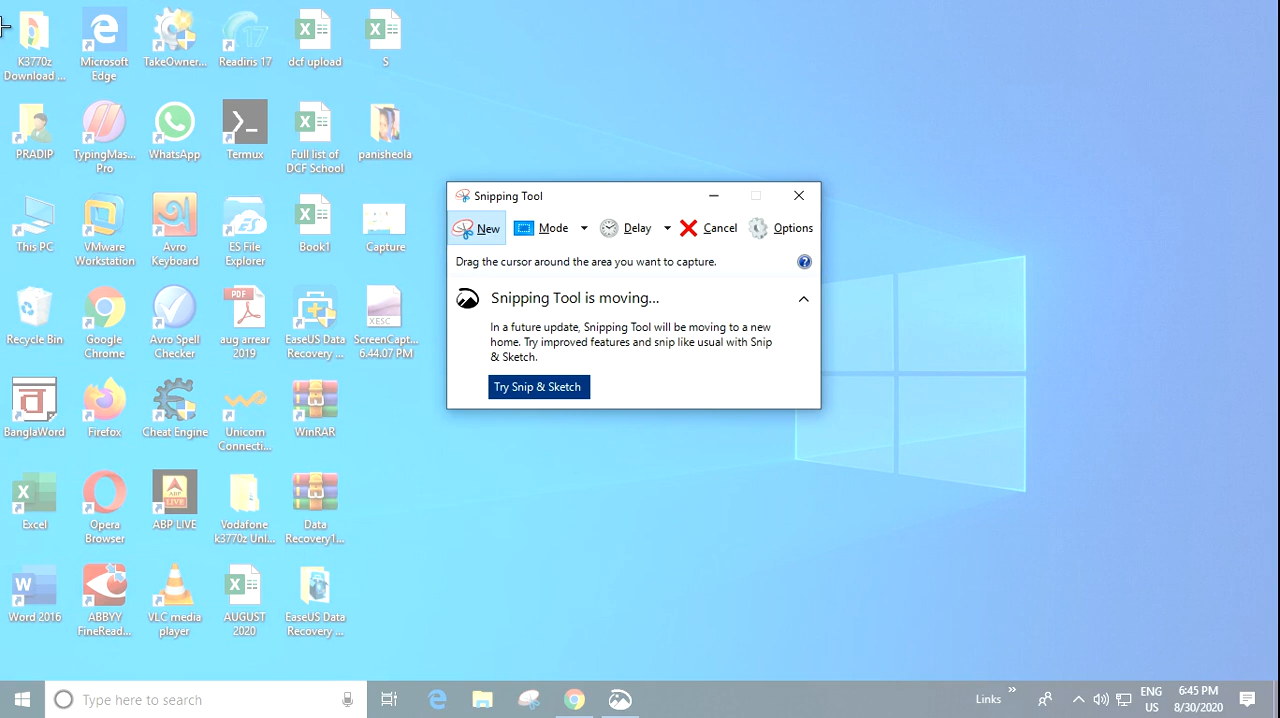 K3770z
Download ...
Microsoft
Edge
TakeOwner...
17
Readiris 17
dcf upload
S
PRADIP
TypingMas...
Pro
WhatsApp
Termux
Full list of
DCF School
panisheola
This PC
VMware
Workstation
Avro
Keyboard
ES File
Explorer
Book1
Capture
Recycle Bin
Google
Chrome
Avro Spell
Checker
PDF
aug arrear
2019
EaseUS Data
Recovery ...
XESC
ScreenCapt...
6.44.07 PM
BanglaWord
Firefox
Cheat Engine
Unicom
Connecti...
WinRAR
Excel
Opera
Browser
ABP
LIVE
ABP LIVE
Vodafone
k3770z Unl...
Data
Recovery1...
Word 2016
ABBYY
FineRead...
VLC media
player
AUGUST
2020
EaseUS Data
Recovery ...
Snipping Tool
New Mode Delay Cancel Options
Drag the cursor around the area you want to capture.
Snipping Tool is moving...
In a future update, Snipping Tool will be moving to a new
home. Try improved features and snip like usual with Snip
& Sketch.
Try Snip & Sketch
Type here to search
Links
ENG
US
6:45 PM
8/30/2020